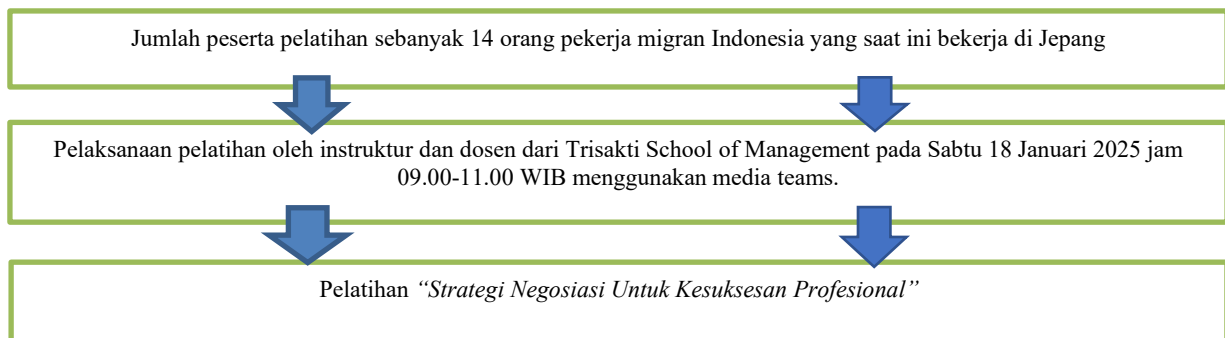 Jumlah peserta pelatihan sebanyak 14 orang pekerja migran Indonesia yang saat ini bekerja di Jepang
Pelaksanaan pelatihan oleh instruktur dan dosen dari Trisakti School of Management pada Sabtu 18 Januari 2025 jam
09.00-11.00 WIB menggunakan media teams.
Pelatihan “Strategi Negosiasi Untuk Kesuksesan Profesional”